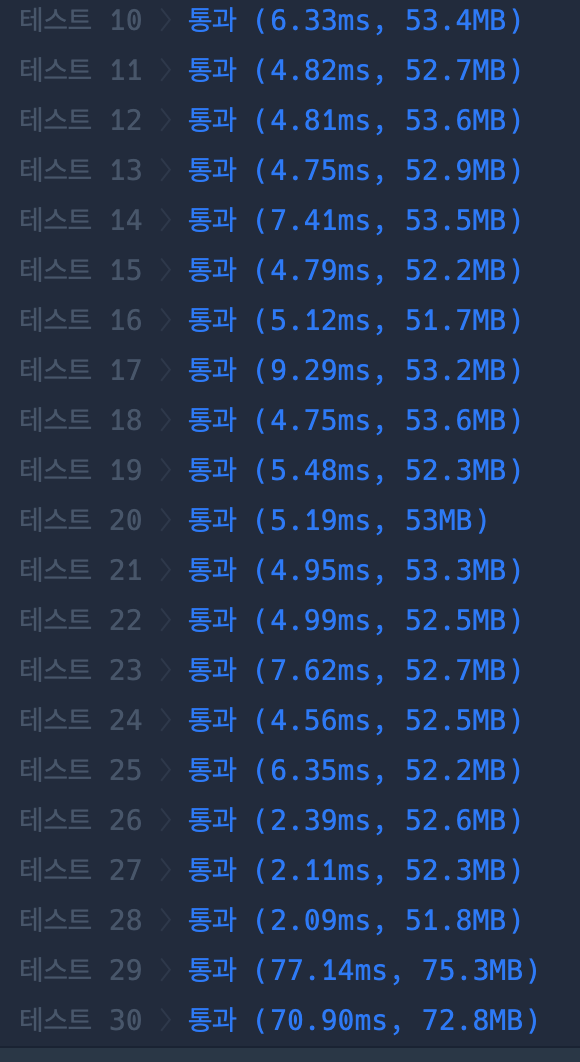 테스트 10 〉 통과 (6.33ms, 53.4MB)
테스트 11 〉 통과 (4.82ms, 52.7MB)
테스트 12 〉 통과 (4.81ms, 53.6MB)
테스트 13 〉 통과 (4.75ms, 52.9MB)
테스트 14 〉 통과 (7.41ms, 53.5MB)
테스트 15 〉 통과 (4.79ms, 52.2MB)
테스트 16 〉 통과 (5.12ms, 51.7MB)
테스트 17 〉 통과 (9.29ms, 53.2MB)
테스트 18 〉 통과 (4.75ms, 53.6MB)
테스트 19 〉 통과 (5.48ms, 52.3MB)
테스트 20 〉 통과 (5.19ms, 53MB)
테스트 21 〉 통과 (4.95ms, 53.3MB)
테스트 22 〉 통과 (4.99ms, 52.5MB)
테스트 23 〉 통과 (7.62ms, 52.7MB)
테스트 24 〉 통과 (4.56ms, 52.5MB)
테스트 25 〉 통과 (6.35ms, 52.2MB)
테스트 26 〉 통과 (2.39ms, 52.6MB)
테스트 27 〉 통과 (2.11ms, 52.3MB)
테스트 28 〉 통과 (2.09ms, 51.8MB)
테스트 29 〉 통과 (77.14ms, 75.3MB)
테스트 30 〉 통과 (70.90ms, 72.8MB)